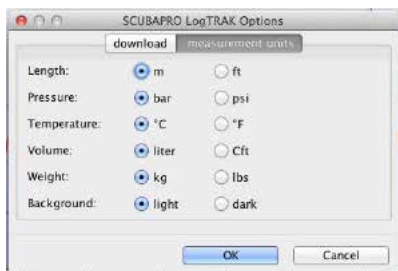 SCUBAPRO LogTRAK Options
download measurement units
Length: m ft
Pressure: bar psi
Temperature: °C °F
Volume: liter Cft
Weight: kg lbs
Background: light dark
OK Cancel